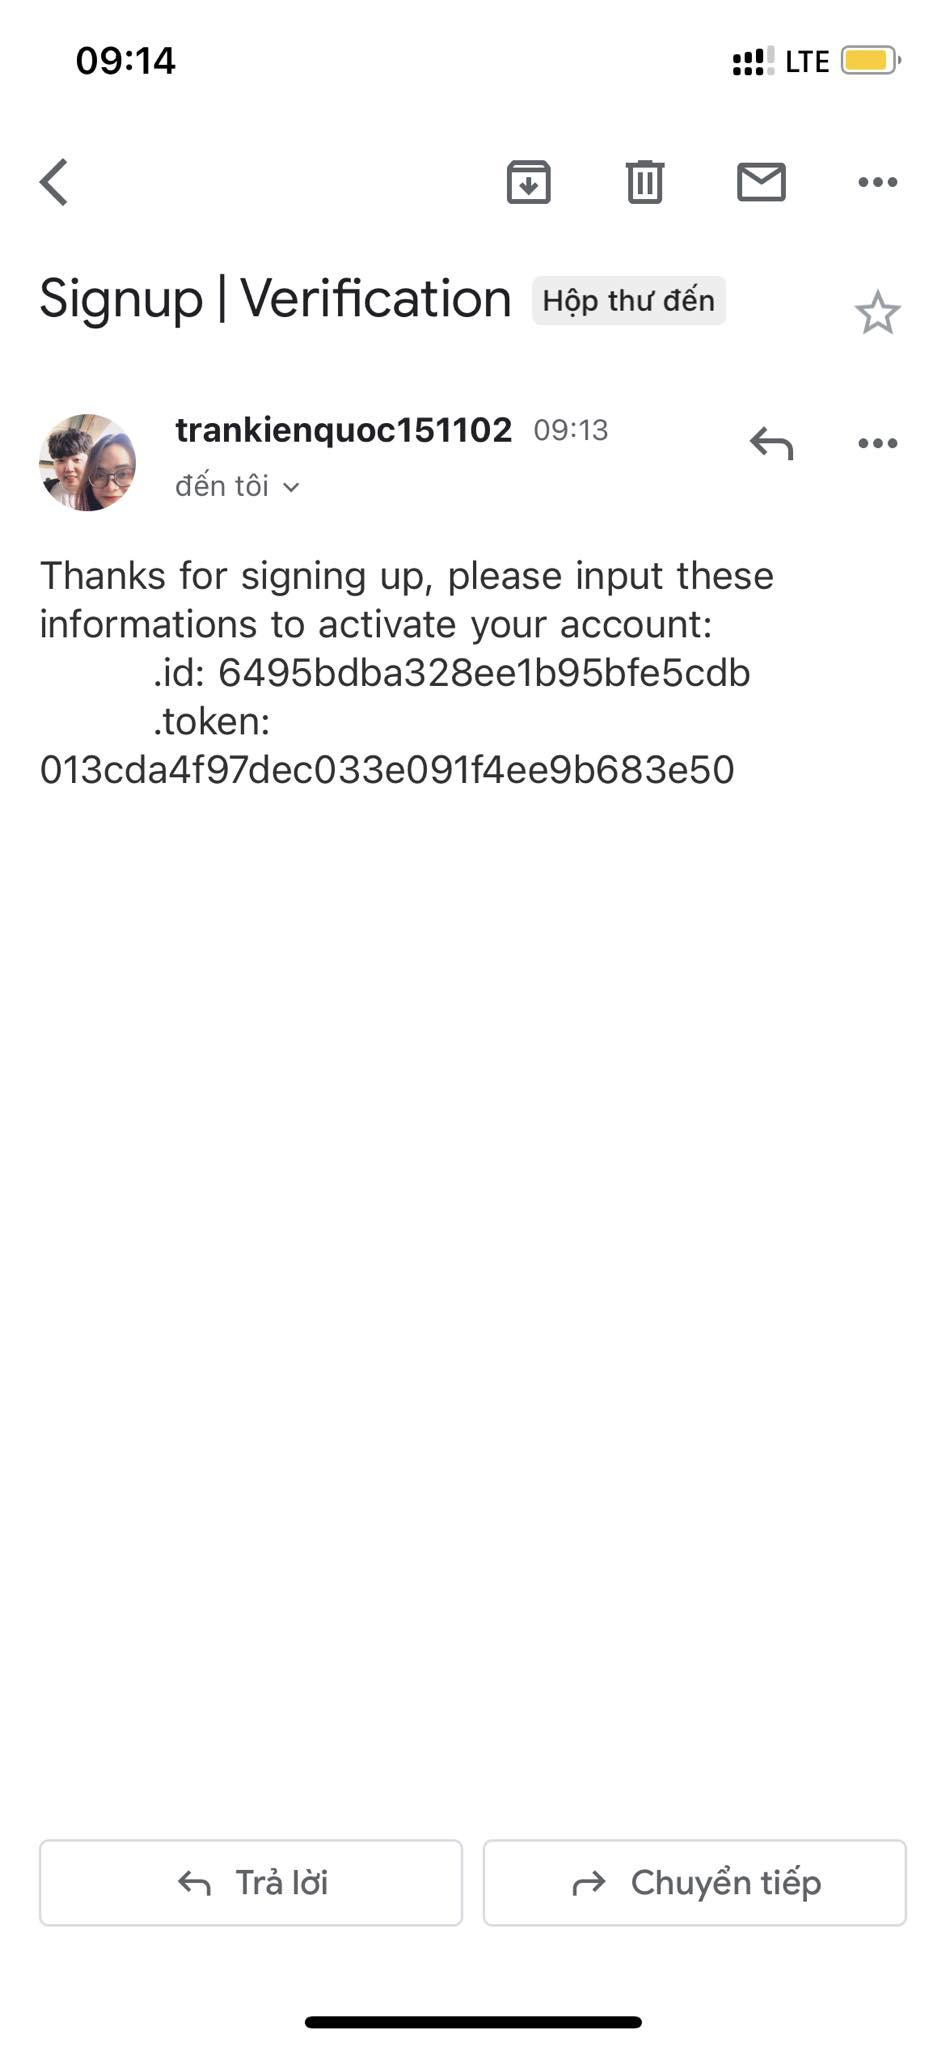 09:14
LTE
Signup | Verification Hộp thư đến
trankienquoc151102 09:13
đến tôi
Thanks for signing up, please input these
informations to activate your account:
.id: 6495bdba328ee1b95bfe5cdb
.token:
013cda4f97dec033e091f4ee9b683e50
Trả lời
Chuyển tiếp